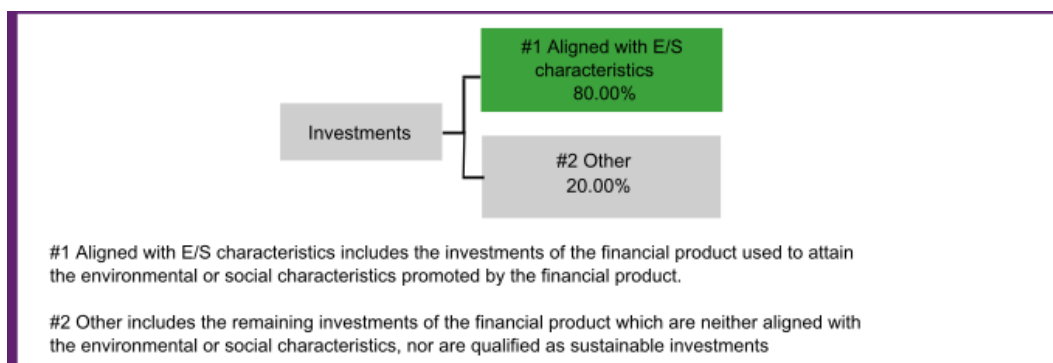 #1 Aligned with E/S
characteristics
80.00%
Investments
#2 Other
20.00%
#1 Aligned with E/S characteristics includes the investments of the financial product used to attain
the environmental or social characteristics promoted by the financial product.
#2 Other includes the remaining investments of the financial product which are neither aligned with
the environmental or social characteristics, nor are qualified as sustainable investments